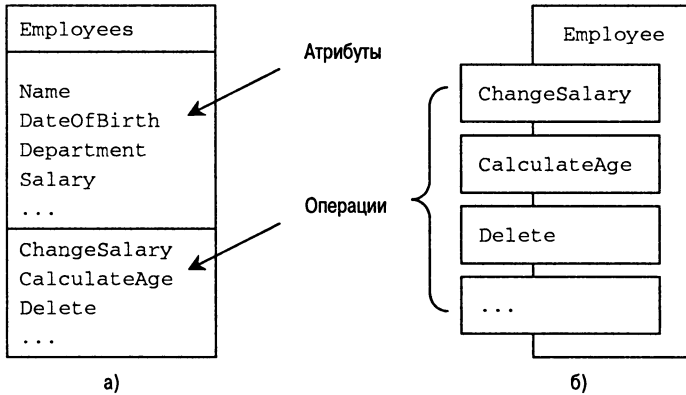 Employees
Name
DateOfBirth
Department
Salary
...
ChangeSalary
CalculateAge
Delete
...
а)
Атрибуты
Операции
Employee
ChangeSalary
CalculateAge
Delete
...
б)